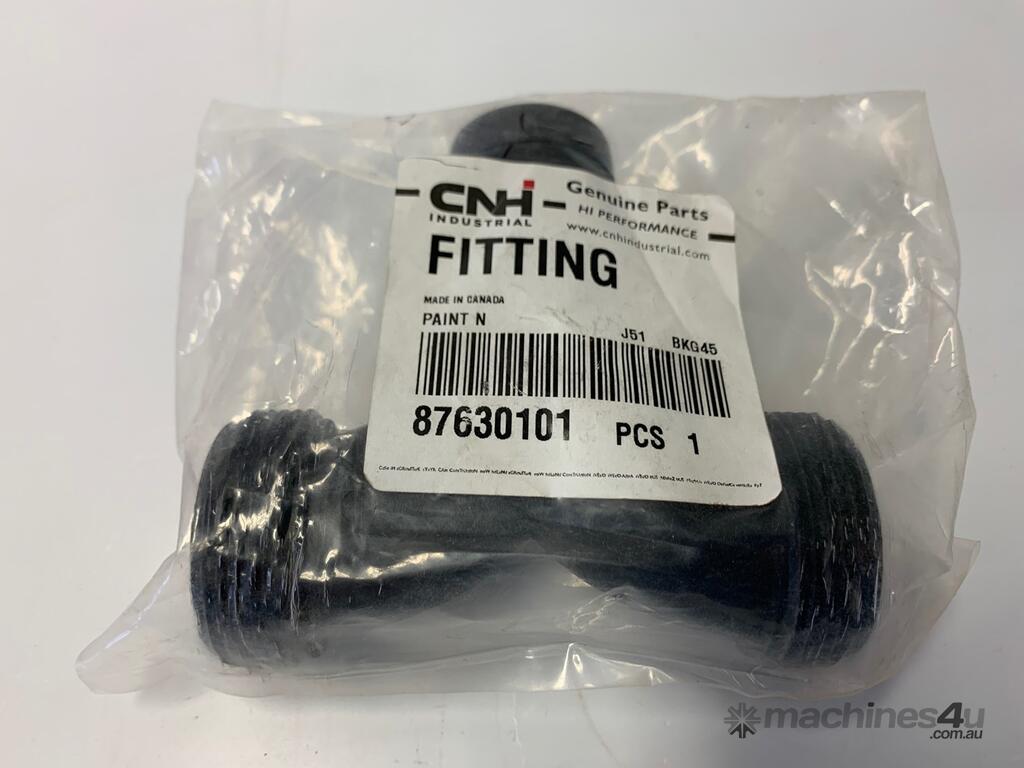 CNH
INDUSTRIAL
Genuine Parts
HI PERFORMANCE
www.cnhindustrial.com
FITTING
MADE IN CANADA
PAINT N
J51 BKG45
87630101 PCS 1
machines4u
.com.au